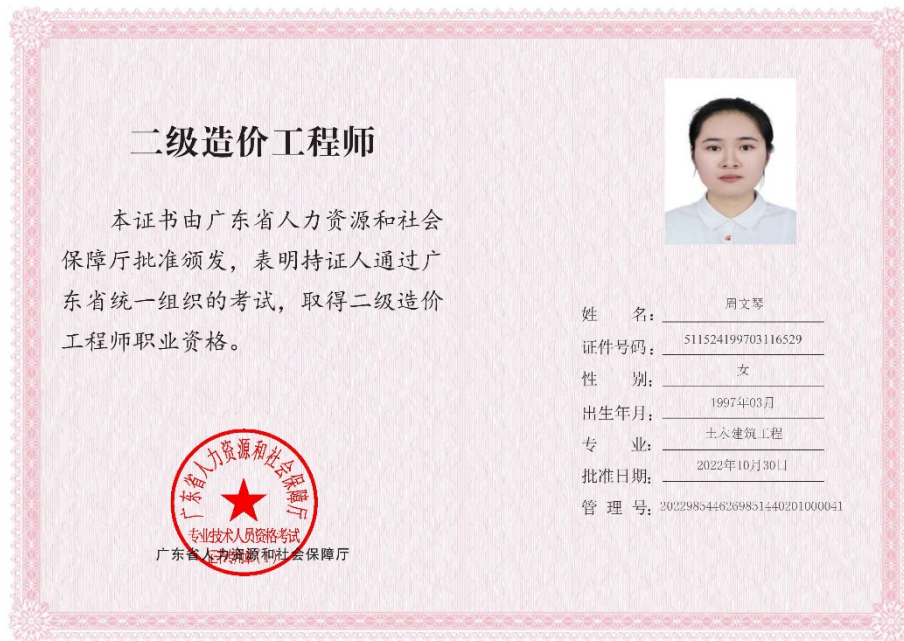 二级造价工程师
本证书由广东省人力资源和社会
保障厅批准颁发，表明持证人通过广
东省统一组织的考试，取得二级造价
工程师职业资格。
广东省人力资源和社会保障厅
专业技术人员资格考试
广东省人力资源和社会保障厅
姓 名：周文琴
证件号码：511524199703116529
性 别：女
出生年月：1997年03月
专 业：土木建筑工程
批准日期：2022年10月30日
管 理 号：2022985446269851440201000041